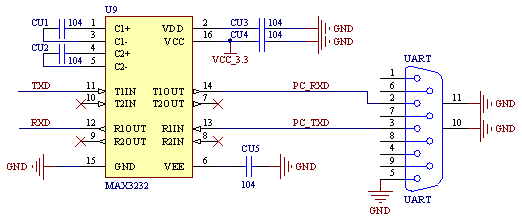 U9
CU1 104 1 C1+ VDD 2 CU3 104 GND
3 C1- VCC 16 CU4 104 GND
CU2 104 4 C2+ VCC_3.3
5 C2- UART
TXD 11 T1IN T1OUT 14 PC_RXD 1
10 T2IN T2OUT 7 6
2 11 GND
7
RXD 12 R1OUT R1IN 13 PC_TXD 3 10 GND
9 R2OUT R2IN 8 8
4
9
GND 15 GND VEE 6 CU5 104 GND 5
MAX3232 UART
GND